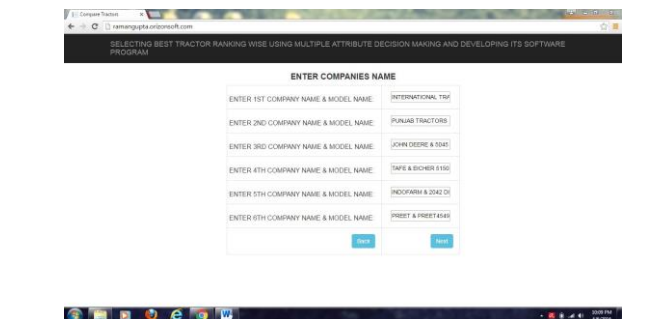 Compare Tractors
ramangupta.orizonsoft.com
SELECTING BEST TRACTOR RANKING WISE USING MULTIPLE ATTRIBUTE DECISION MAKING AND DEVELOPING ITS SOFTWARE
PROGRAM
ENTER COMPANIES NAME
ENTER 1ST COMPANY NAME & MODEL NAME INTERNATIONAL TRA
ENTER 2ND COMPANY NAME & MODEL NAME PUNJAB TRACTORS
ENTER 3RD COMPANY NAME & MODEL NAME JOHN DEERE & 5045
ENTER 4TH COMPANY NAME & MODEL NAME TAFE & EICHER 5150
ENTER 5TH COMPANY NAME & MODEL NAME INDOFARM & 2042 DI
ENTER 6TH COMPANY NAME & MODEL NAME PREET & PREET4549
Back Next
10:09 PM